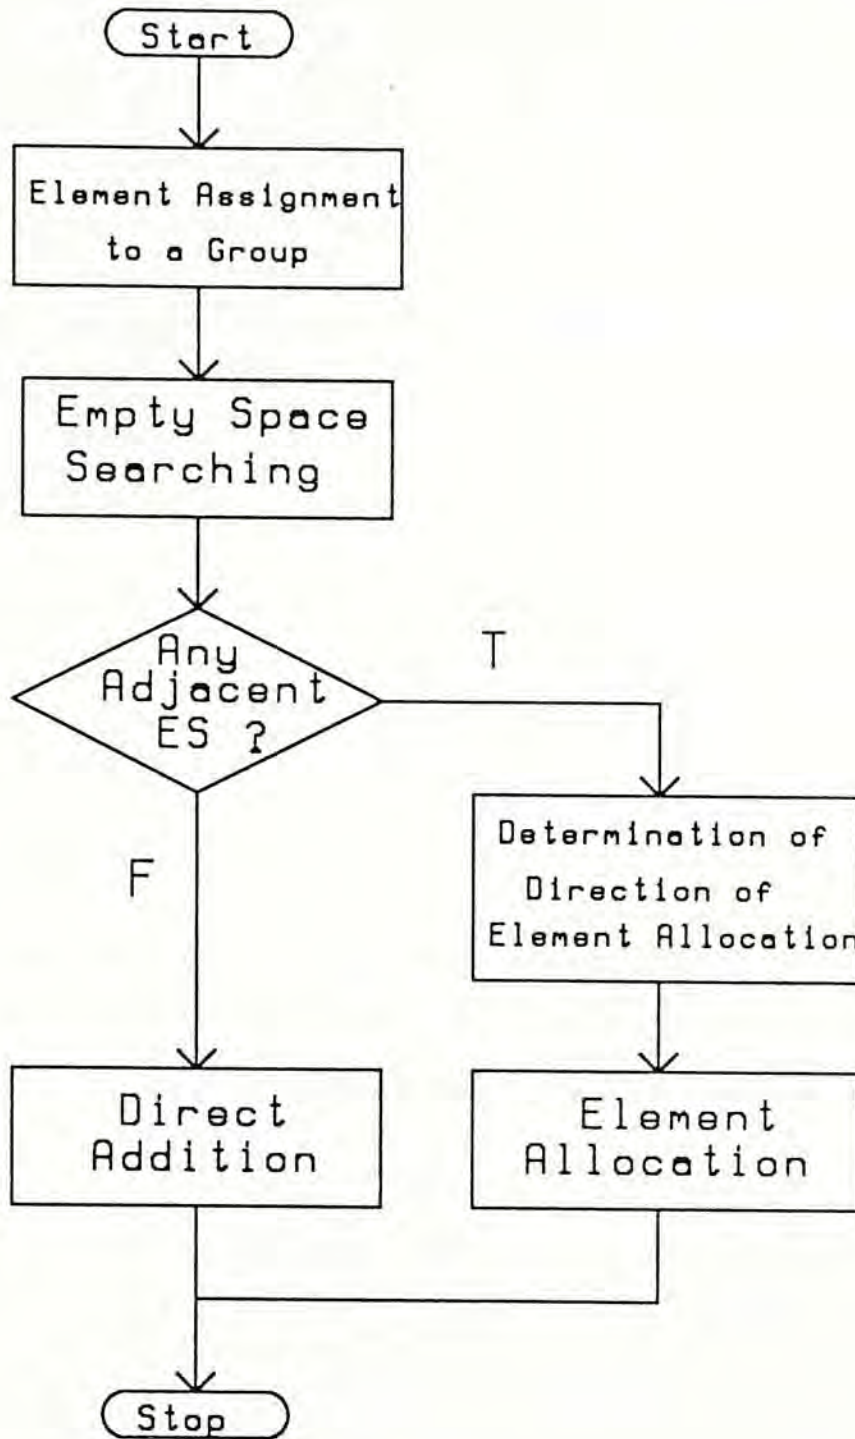 Start
Element Assignment
to a Group
Empty Space
Searching
Any
Adjacent
ES ?
T
F
Determination of
Direction of
Element Allocation
Direct
Addition
Element
Allocation
Stop